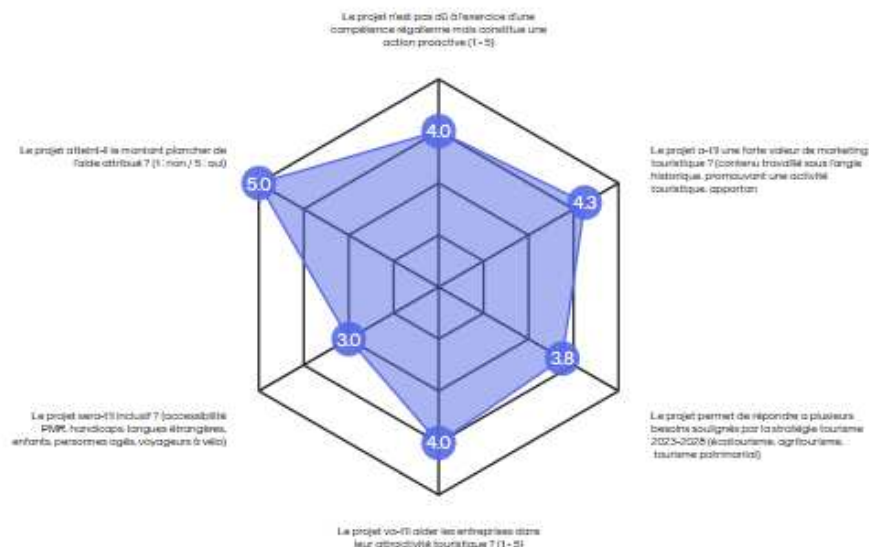 Le projet n'est pas dû à l'exercice d'une
compétence régalienne mais constitue une
action proactive (1 - 5)
4.0
Le projet atteint-il le montant plancher de
l'aide attribué ? (1 : non / 5 : oui)
Le projet a-t'il une forte valeur de marketing
touristique ? (contenu travaillé sous l'angle
historique, promouvant une activité
touristique, apportan
5.0
4.3
3.0
3.8
Le projet sera-t'il inclusif ? (accessibilité
PMR, handicaps, langues étrangères,
enfants, personnes agés, voyageurs à vélo)
Le projet permet de répondre a plusieurs
besoins soulignés par la stratégie tourisme
2023-2028 (écotourisme, agritourisme,
tourisme patrimonial)
4.0
Le projet va-t'il aider les entreprises dans
leur attractivité touristique ? (1 - 5)